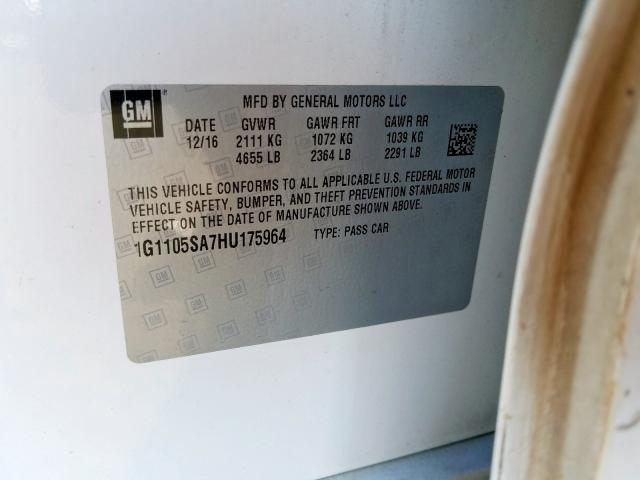 GM
MFD BY GENERAL MOTORS LLC
DATE GVWR GAWR FRT GAWR RR
12/16 2111 KG 1072 KG 1039 KG
4655 LB 2364 LB 2291 LB
THIS VEHICLE CONFORMS TO ALL APPLICABLE U.S. FEDERAL MOTOR
VEHICLE SAFETY, BUMPER, AND THEFT PREVENTION STANDARDS IN
EFFECT ON THE DATE OF MANUFACTURE SHOWN ABOVE.
1G1105SA7HU175964 TYPE: PASS CAR